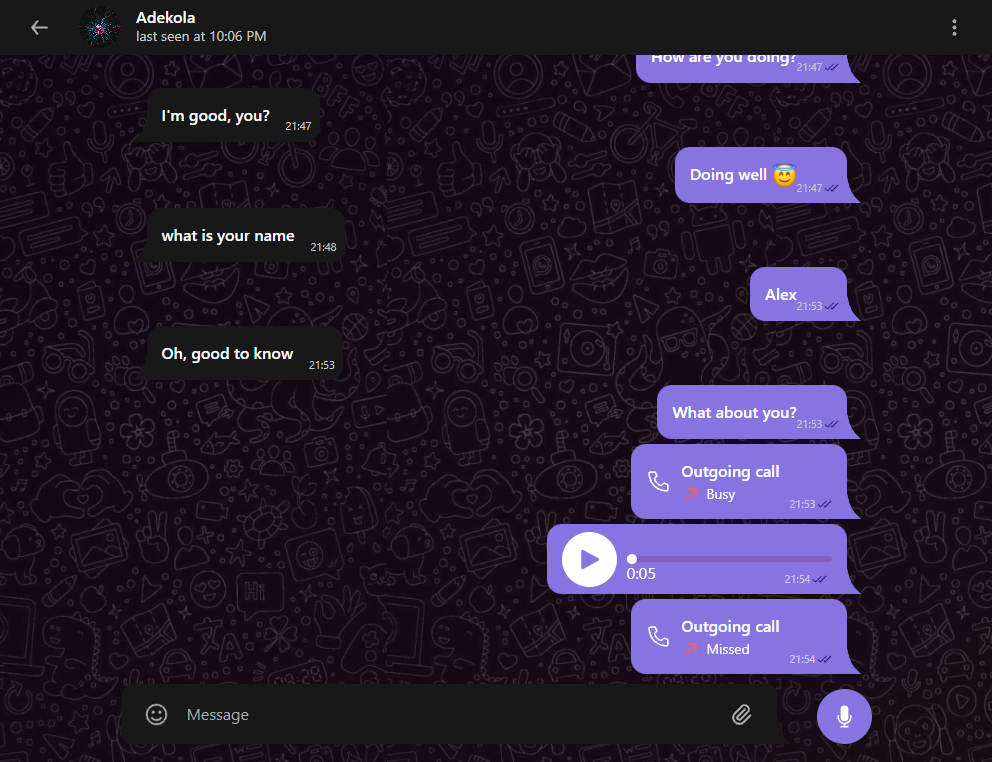 Adekola
last seen at 10:06 PM
How are you doing?
21:47
I'm good, you?
21:47
Doing well 😇
21:47
what is your name
21:48
Alex
21:53
Oh, good to know
21:53
What about you?
21:53
Outgoing call
Busy
21:53
0:05
21:54
Outgoing call
Missed
21:54
Hi
Message